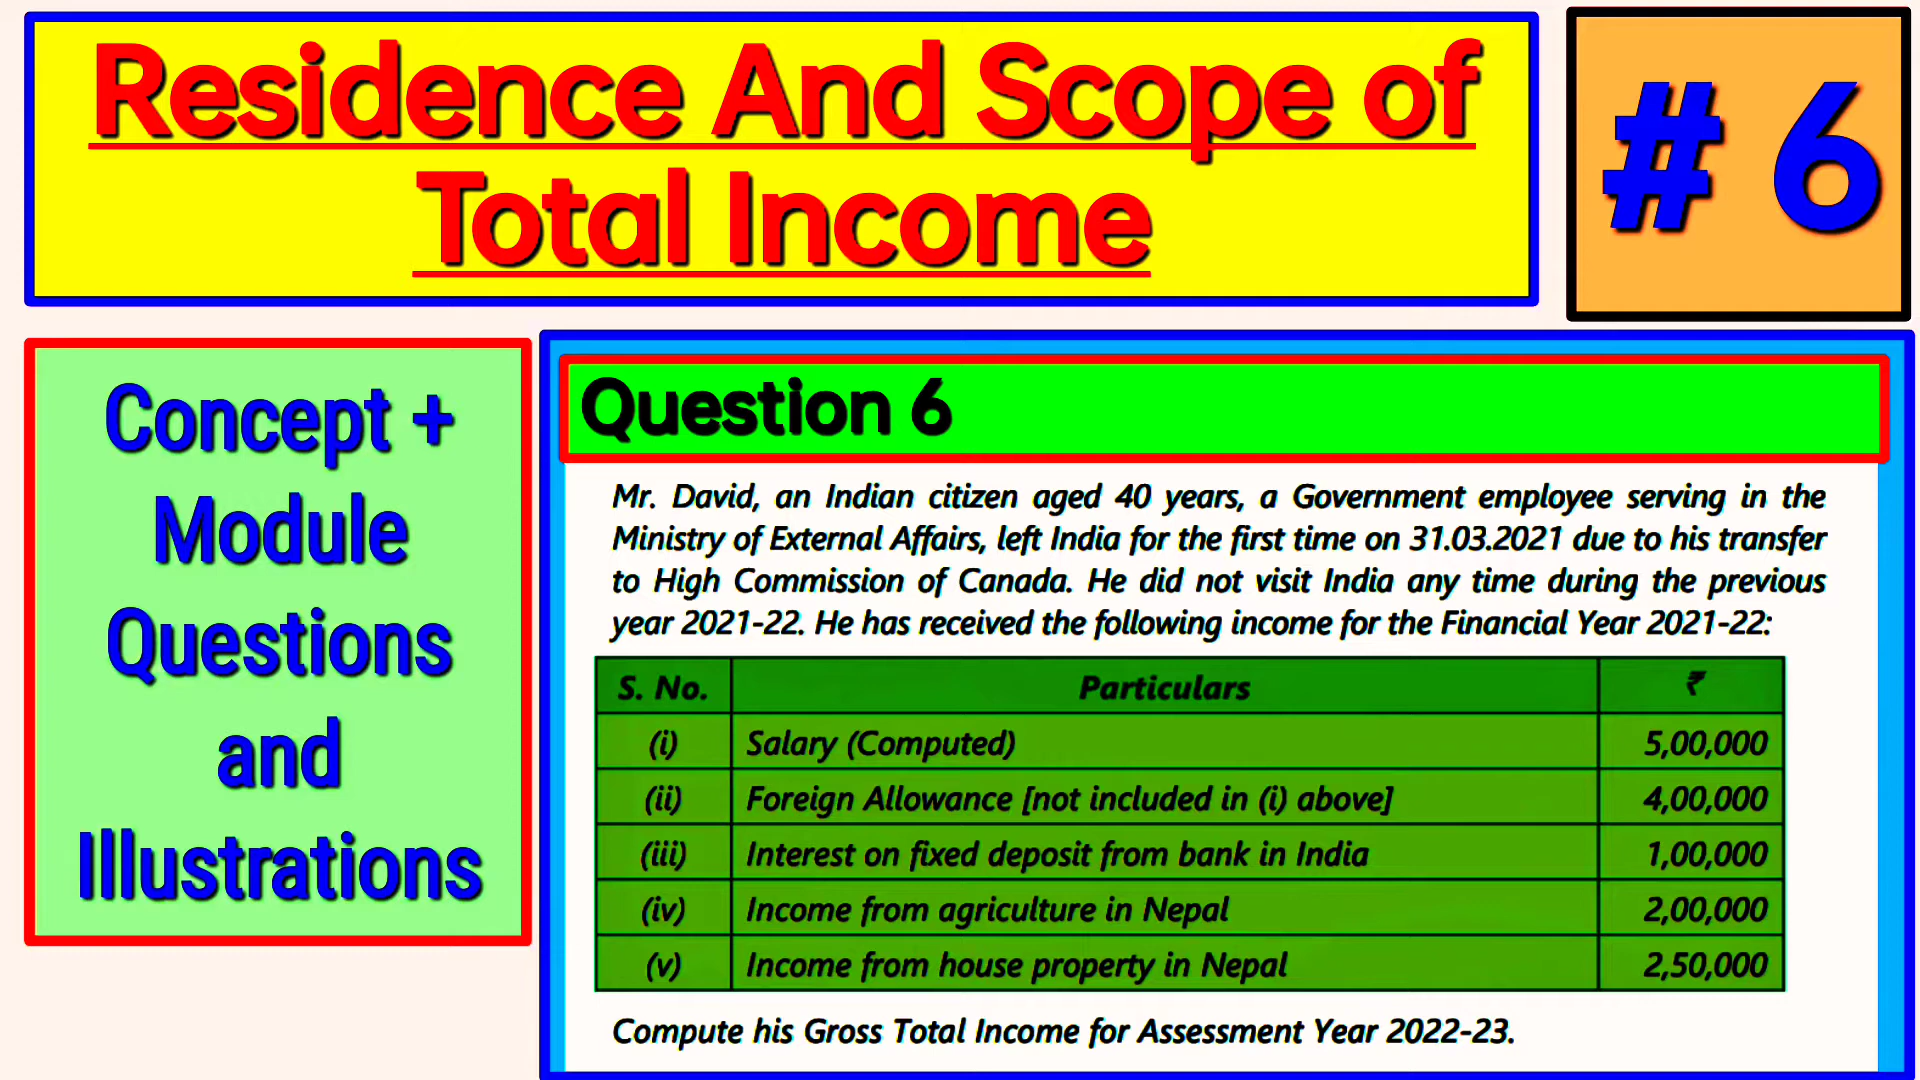 Residence And Scope of
Total Income
# 6
Concept +
Module
Questions
and
Illustrations
Question 6
Mr. David, an Indian citizen aged 40 years, a Government employee serving in the
Ministry of External Affairs, left India for the first time on 31.03.2021 due to his transfer
to High Commission of Canada. He did not visit India any time during the previous
year 2021-22. He has received the following income for the Financial Year 2021-22:
S. No. Particulars ₹
(i) Salary (Computed) 5,00,000
(ii) Foreign Allowance [not included in (i) above] 4,00,000
(iii) Interest on fixed deposit from bank in India 1,00,000
(iv) Income from agriculture in Nepal 2,00,000
(v) Income from house property in Nepal 2,50,000
Compute his Gross Total Income for Assessment Year 2022-23.